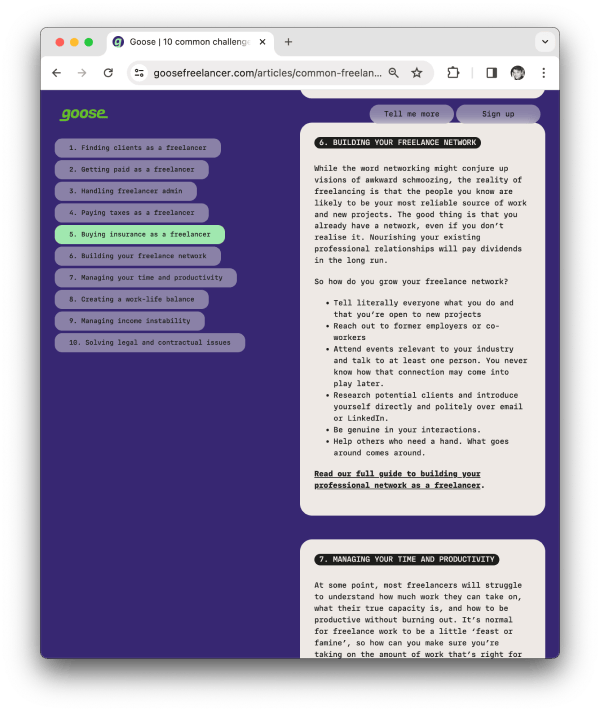 Goose | 10 common challenge
goosefreelancer.com/articles/common-freelan...
goose.
Tell me more
Sign up
1. Finding clients as a freelancer
2. Getting paid as a freelancer
3. Handling freelancer admin
4. Paying taxes as a freelancer
5. Buying insurance as a freelancer
6. Building your freelance network
7. Managing your time and productivity
8. Creating a work-life balance
9. Managing income instability
10. Solving legal and contractual issues
6. BUILDING YOUR FREELANCE NETWORK
While the word networking might conjure up
visions of awkward schmoozing, the reality of
freelancing is that the people you know are
likely to be your most reliable source of work
and new projects. The good thing is that you
already have a network, even if you don’t
realise it. Nourishing your existing
professional relationships will pay dividends
in the long run.
So how do you grow your freelance network?
• Tell literally everyone what you do and
that you’re open to new projects
• Reach out to former employers or co-
workers
• Attend events relevant to your industry
and talk to at least one person. You never
know how that connection may come into
play later.
• Research potential clients and introduce
yourself directly and politely over email
or LinkedIn.
• Be genuine in your interactions.
• Help others who need a hand. What goes
around comes around.
Read our full guide to building your
professional network as a freelancer.
7. MANAGING YOUR TIME AND PRODUCTIVITY
At some point, most freelancers will struggle
to understand how much work they can take on,
what their true capacity is, and how to be
productive without burning out. It’s normal
for freelance work to be a little ‘feast or
famine’, so how can you make sure you’re
taking on the amount of work that’s right for